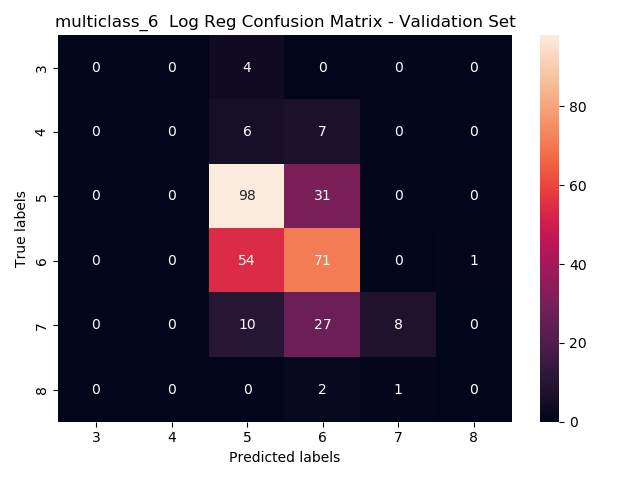 multiclass_6  Log Reg Confusion Matrix - Validation Set
3 0 0 4 0 0 0
4 0 0 6 7 0 0
5 0 0 98 31 0 0
6 0 0 54 71 0 1
7 0 0 10 27 8 0
8 0 0 0 2 1 0
3 4 5 6 7 8
True labels
Predicted labels
80
60
40
20
0